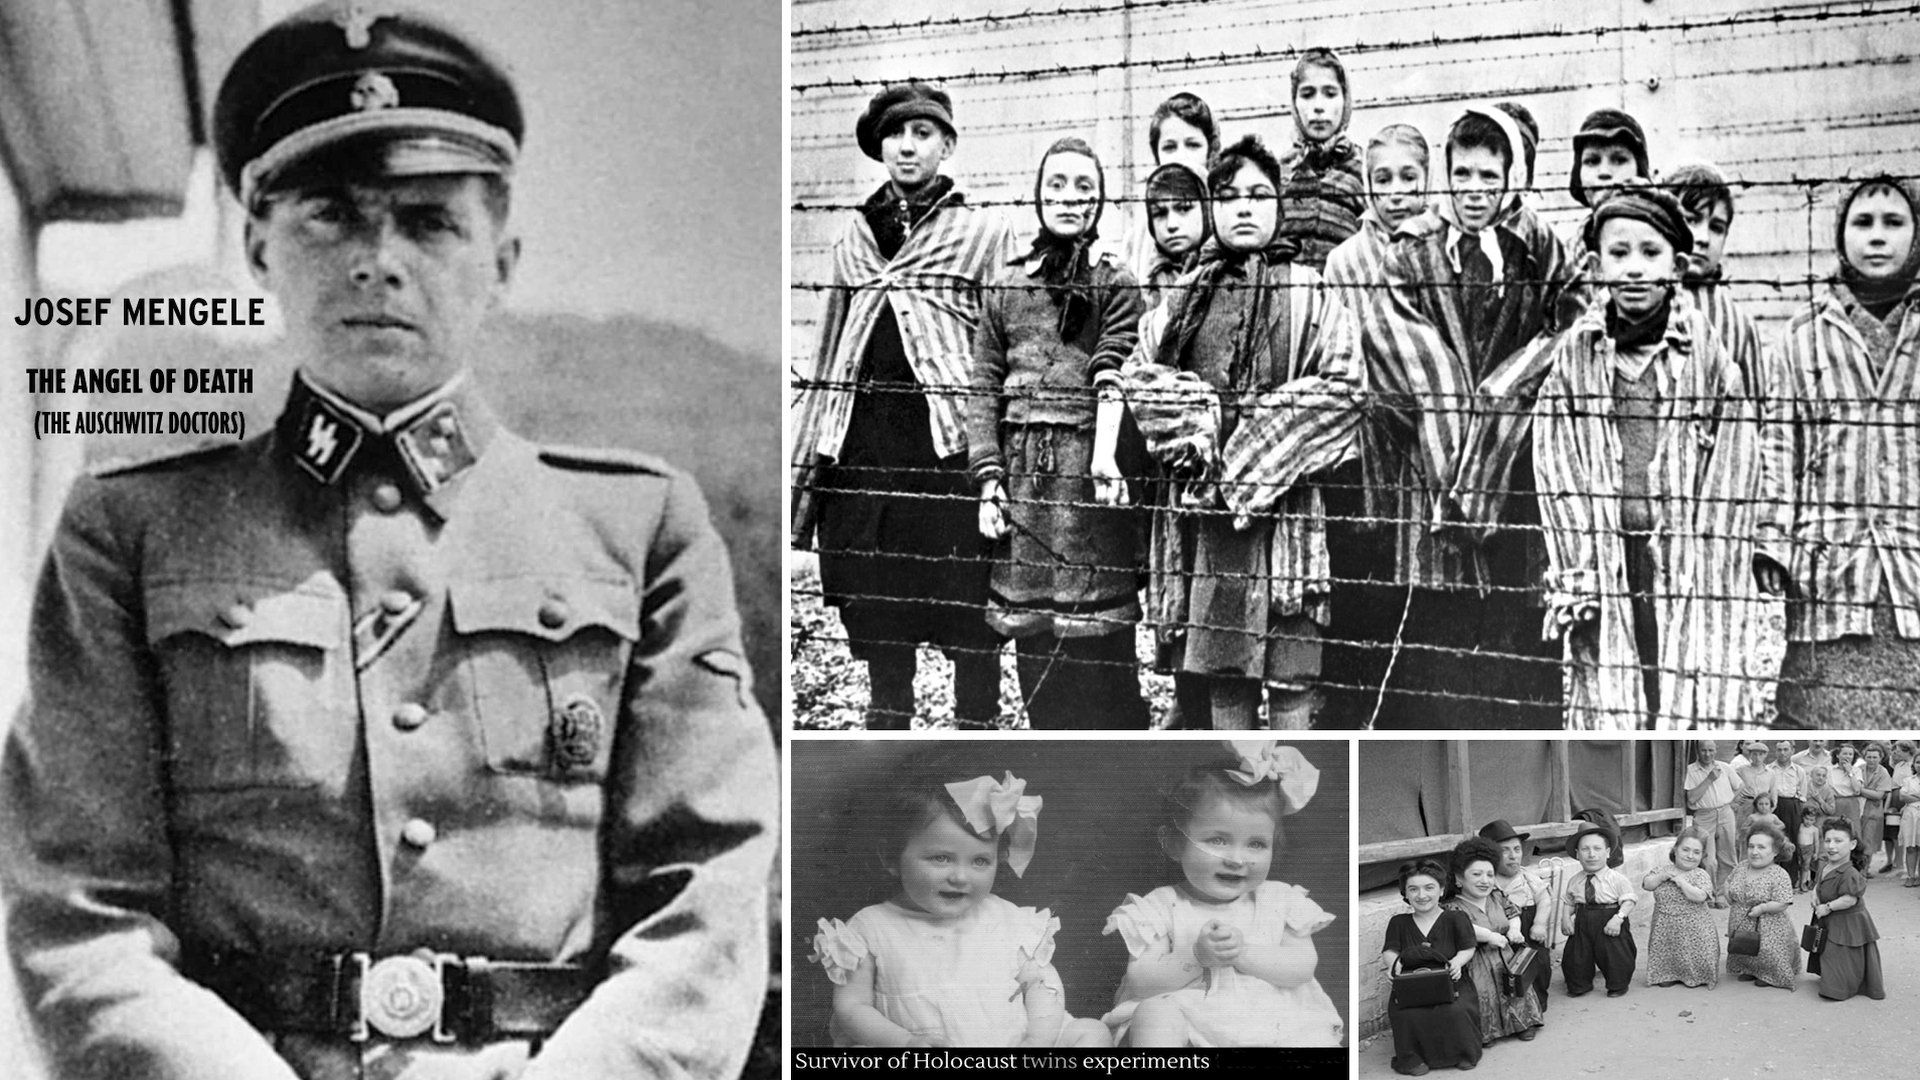 JOSEF MENGELE
THE ANGEL OF DEATH
(THE AUSCHWITZ DOCTORS)
Survivor of Holocaust twins experiments